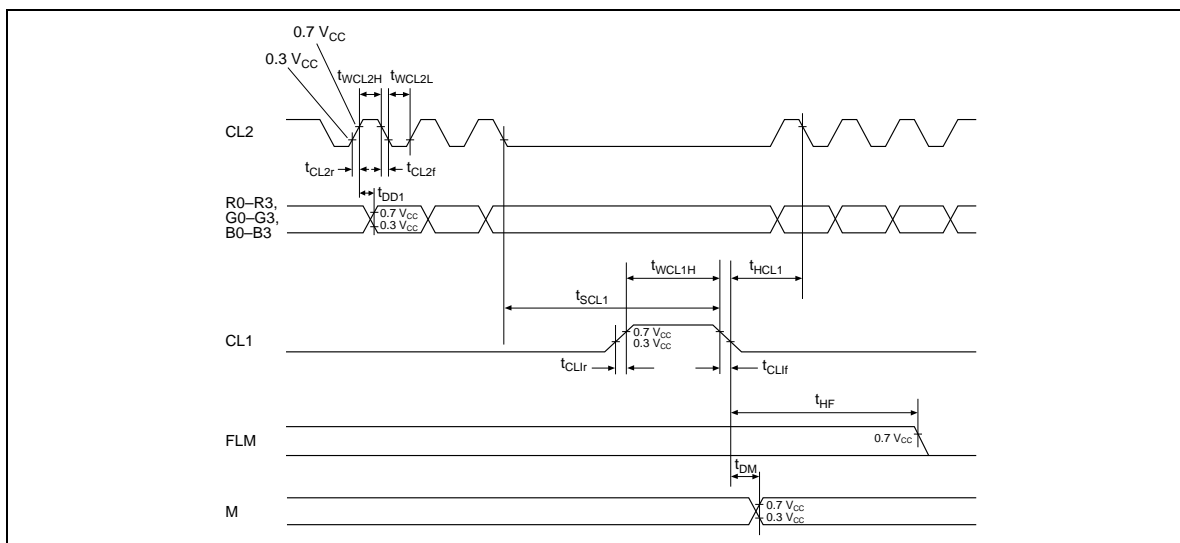 0.7 VCC
0.3 VCC
tWCL2H tWCL2L
CL2
tCL2r tCL2f
tDD1
R0–R3,
G0–G3,
B0–B3
0.7 VCC
0.3 VCC
tWCL1H tHCL1
tSCL1
CL1
0.7 VCC
0.3 VCC
tCLIr tCLIf
tHF
FLM
0.7 VCC
tDM
M
0.7 VCC
0.3 VCC